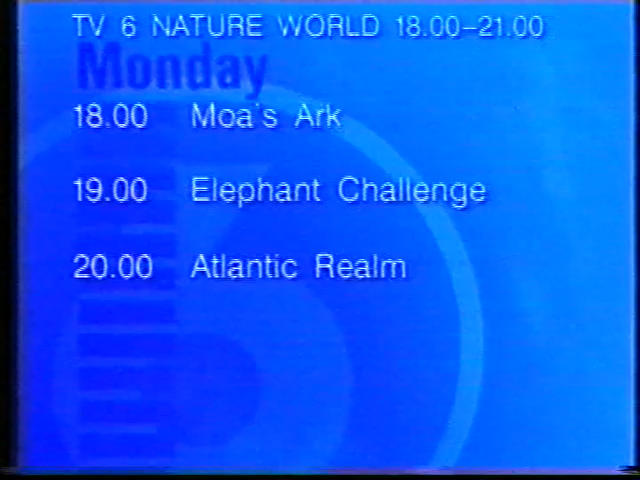 TV 6 NATURE WORLD 18.00-21.00
Monday
18.00 Moa's Ark
19.00 Elephant Challenge
20.00 Atlantic Realm